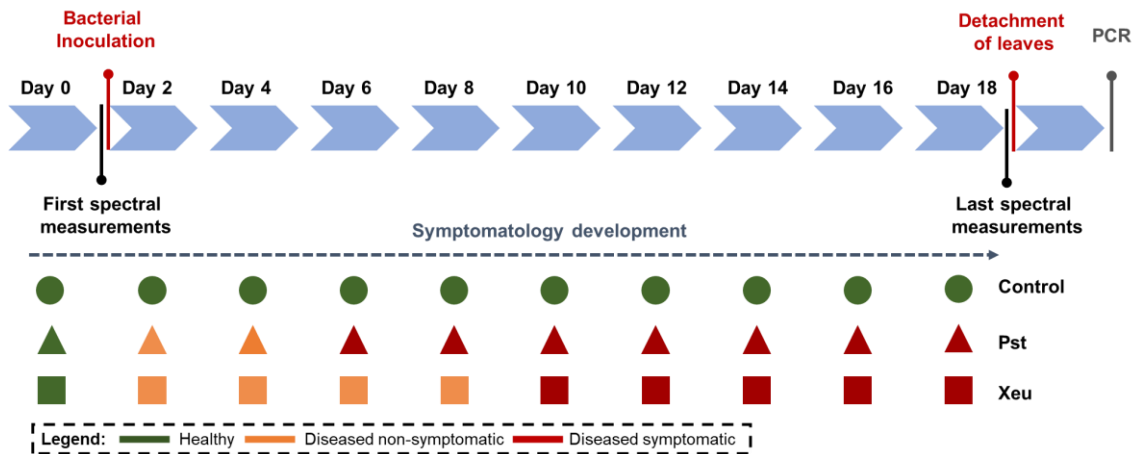 Bacterial
Inoculation
Detachment
of leaves
PCR
Day 0
Day 2
Day 4
Day 6
Day 8
Day 10
Day 12
Day 14
Day 16
Day 18
First spectral
measurements
Last spectral
measurements
Symptomatology development
Control
Pst
Xeu
Legend: Healthy Diseased non-symptomatic Diseased symptomatic